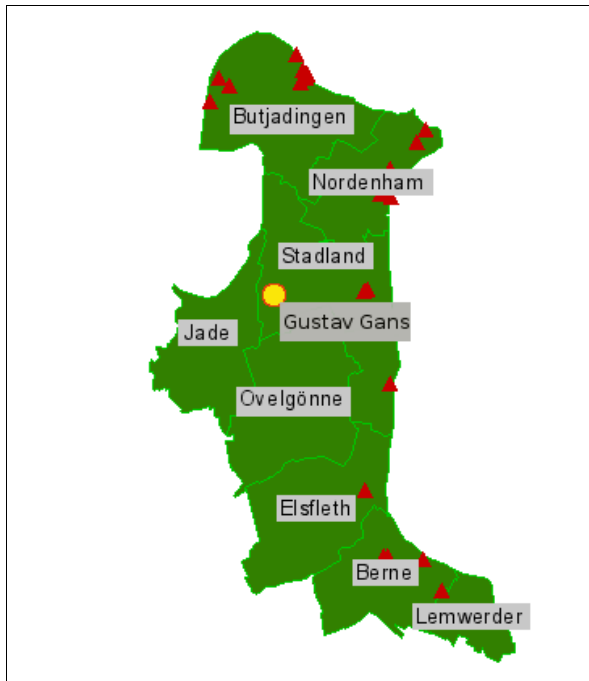 Butjadingen
Nordenham
Stadland
Gustav Gans
Jade
Ovelgönne
Elsfleth
Berne
Lemwerder